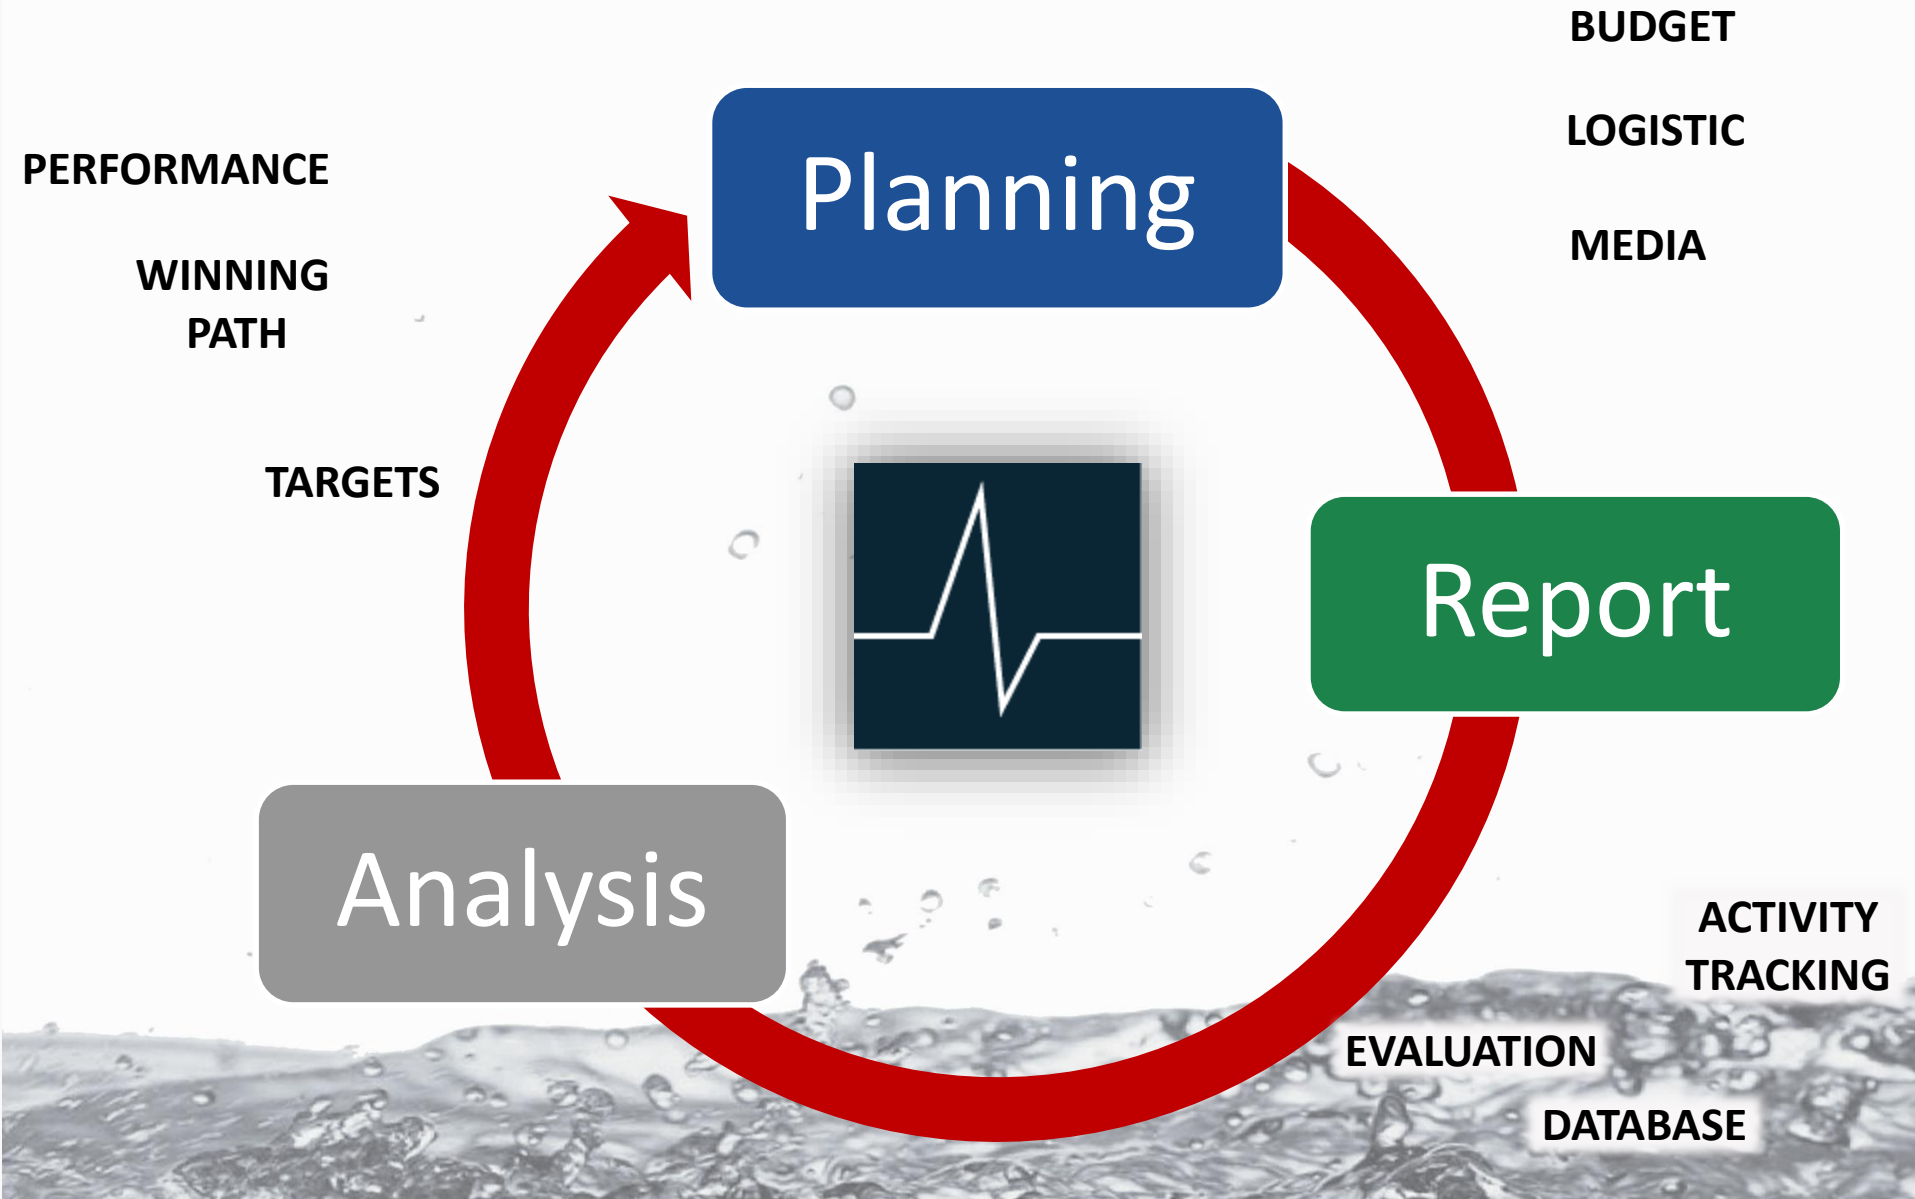 BUDGET
LOGISTIC
MEDIA
Planning
PERFORMANCE
WINNING
PATH
TARGETS
Report
Analysis
ACTIVITY
TRACKING
EVALUATION
DATABASE